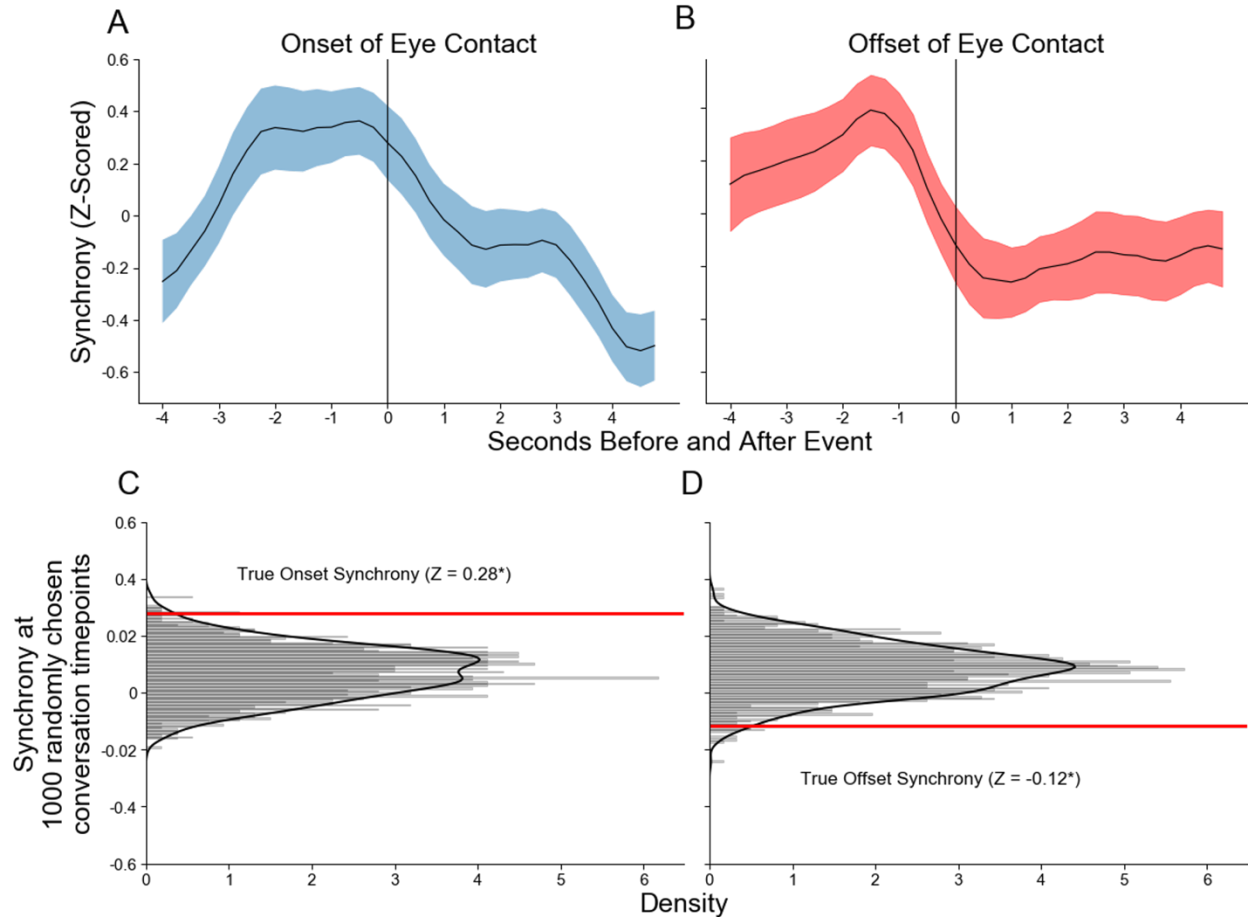 A
B
Onset of Eye Contact
Offset of Eye Contact
Synchrony (Z-Scored)
0.6
0.4
0.2
0
-0.2
-0.4
-0.6
-4 -3 -2 -1 0 1 2 3 4
-4 -3 -2 -1 0 1 2 3 4
Seconds Before and After Event
C
D
Synchrony at
1000 randomly chosen
conversation timepoints
0.6
0.4
0.02
0
-0.02
-0.4
-0.6
True Onset Synchrony (Z = 0.28*)
True Offset Synchrony (Z = -0.12*)
0 1 2 3 4 5 6
0 1 2 3 4 5 6
Density